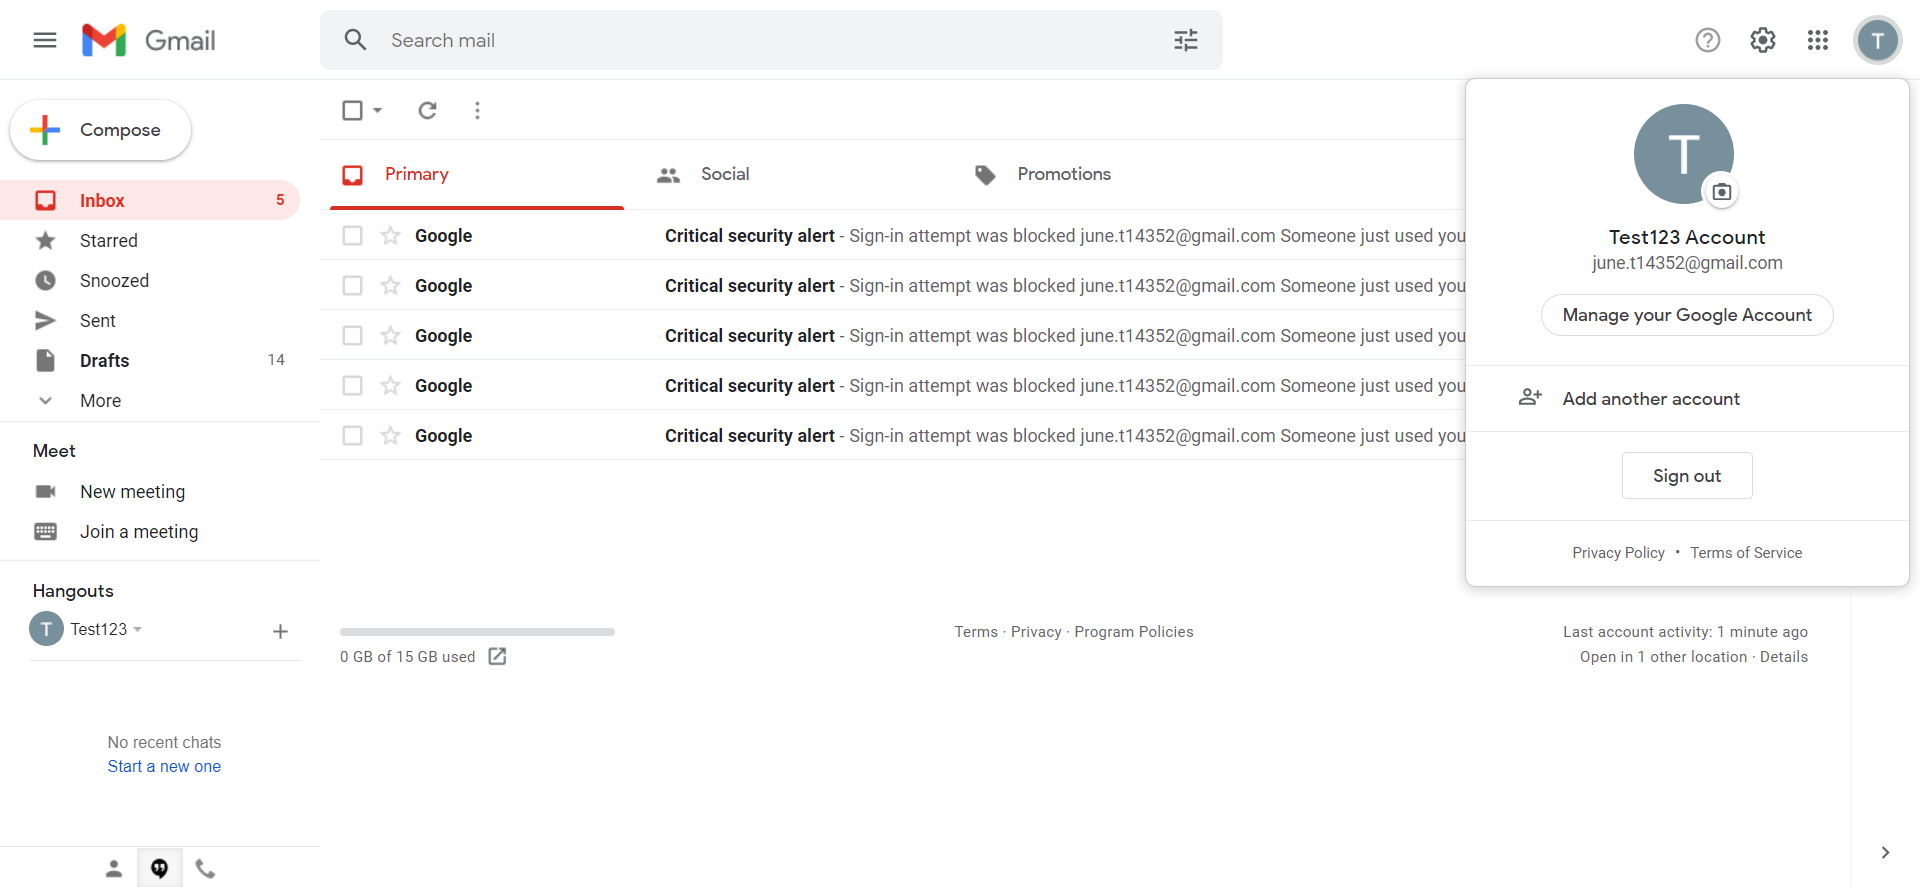 Gmail
Search mail
T
Compose
Inbox 5
Starred
Snoozed
Sent
Drafts 14
More
Meet
New meeting
Join a meeting
Hangouts
T Test123
No recent chats
Start a new one
Primary Social Promotions
Google Critical security alert - Sign-in attempt was blocked june.t14352@gmail.com Someone just used you
Google Critical security alert - Sign-in attempt was blocked june.t14352@gmail.com Someone just used you
Google Critical security alert - Sign-in attempt was blocked june.t14352@gmail.com Someone just used you
Google Critical security alert - Sign-in attempt was blocked june.t14352@gmail.com Someone just used you
Google Critical security alert - Sign-in attempt was blocked june.t14352@gmail.com Someone just used you
0 GB of 15 GB used
Terms · Privacy · Program Policies
Last account activity: 1 minute ago
Open in 1 other location · Details
T
Test123 Account
june.t14352@gmail.com
Manage your Google Account
Add another account
Sign out
Privacy Policy • Terms of Service